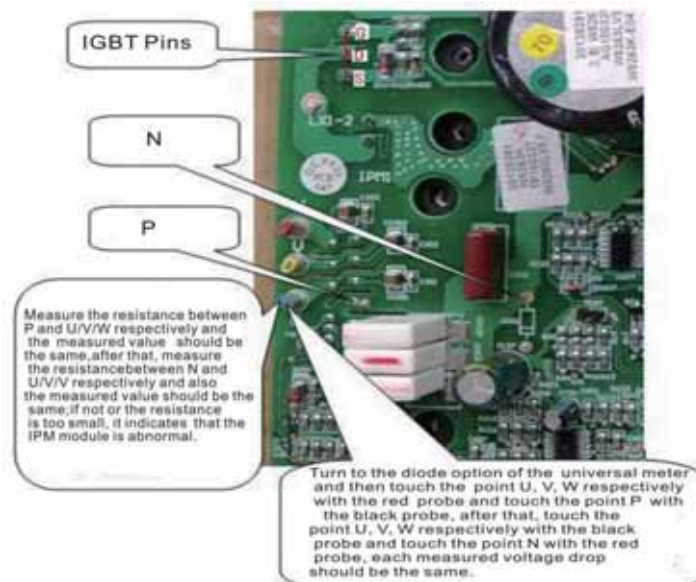 IGBT Pins
G
D
S
L10-2
N
IPM1
P
U
Measure the resistance between
P and U/V/W respectively and
the measured value should be
the same,after that, measure
the resistancebetween N and
U/V/V respectively and also
the measured value should be
same;if not or the resistance
is too small, it indicates that the
IPM module is abnormal.
Turn to the diode option of the universal meter
and then touch the point U, V, W respectively
with the red probe and touch the point P with
the black probe, after that, touch the
point U, V, W respectively with the black
probe and touch the point N with the red
probe, each measured voltage drop
should be the same.